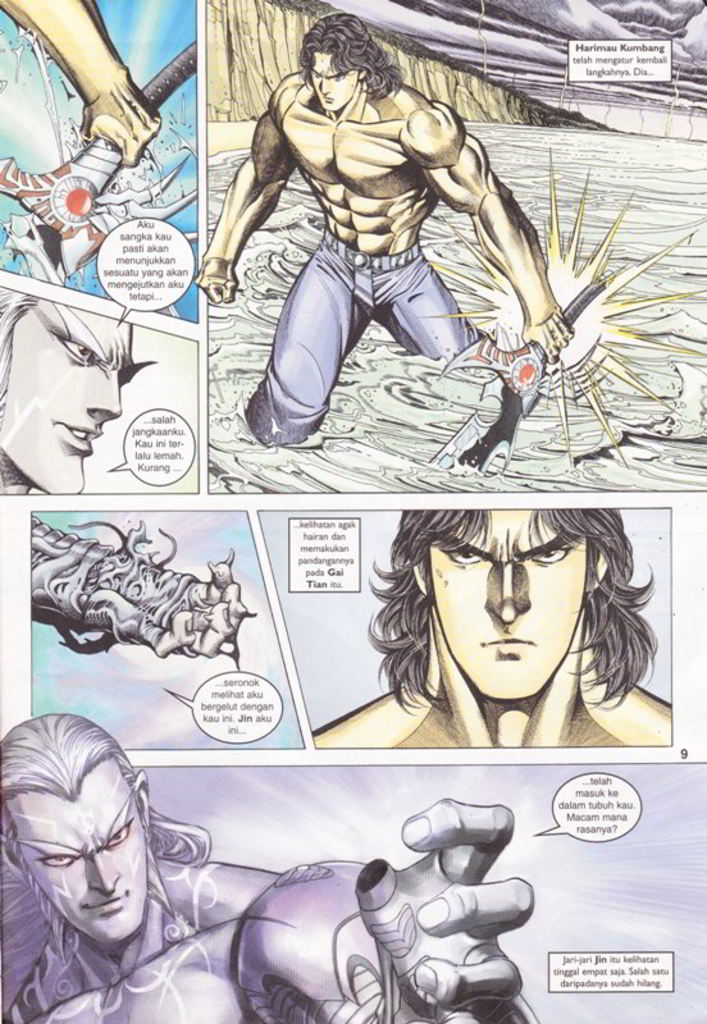 Harimau Kumbang
telah mengatur kembali
langkahnya. Dia...
Aku
sangka kau
pasti akan
menunjukkan
sesuatu yang akan
mengejutkan aku
tetapi...
...salah
jangkaanku.
Kau ini ter-
lalu lemah.
Kurang ...
...kelihatan agak
hairan dan
memakukan
pandangannya
pada Gai
Tian itu.
...seronok
melihat aku
bergelut dengan
kau ini. Jin aku
ini...
9
...telah
masuk ke
dalam tubuh kau.
Macam mana
rasanya?
Jari-jari Jin itu kelihatan
tinggal empat saja. Salah satu
daripadanya sudah hilang.